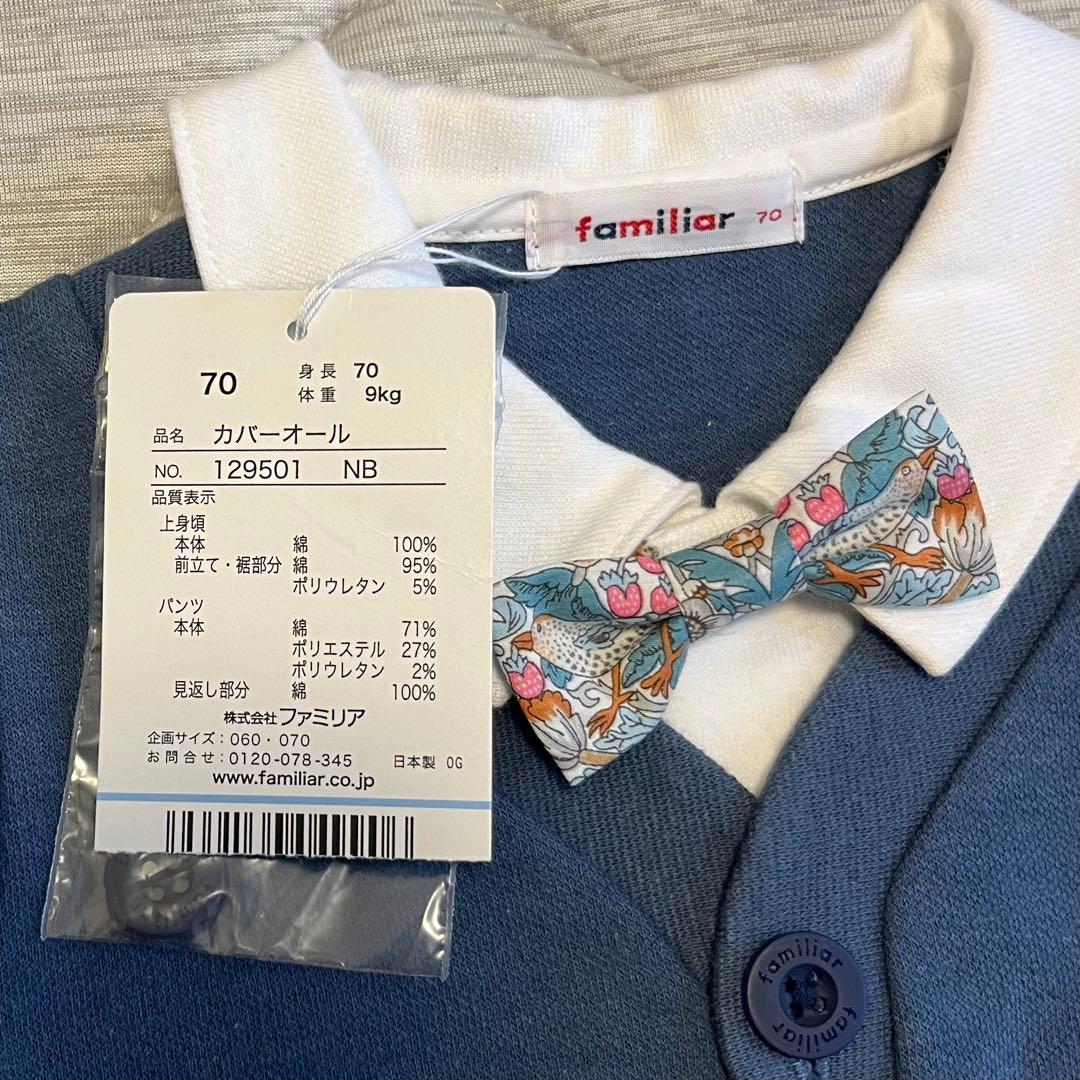 familiar 70
70
身長 70
体重 9kg
品名 カバーオール
NO. 129501 NB
品質表示
上身頃
本体 綿 100%
前立て・裾部分 綿 95%
ポリウレタン 5%
パンツ
本体 綿 71%
ポリエステル 27%
ポリウレタン 2%
見返し部分 綿 100%
株式会社ファミリア
企画サイズ：060・070
お問合せ：0120-078-345 日本製 0G
www.familiar.co.jp
familiar
familiar